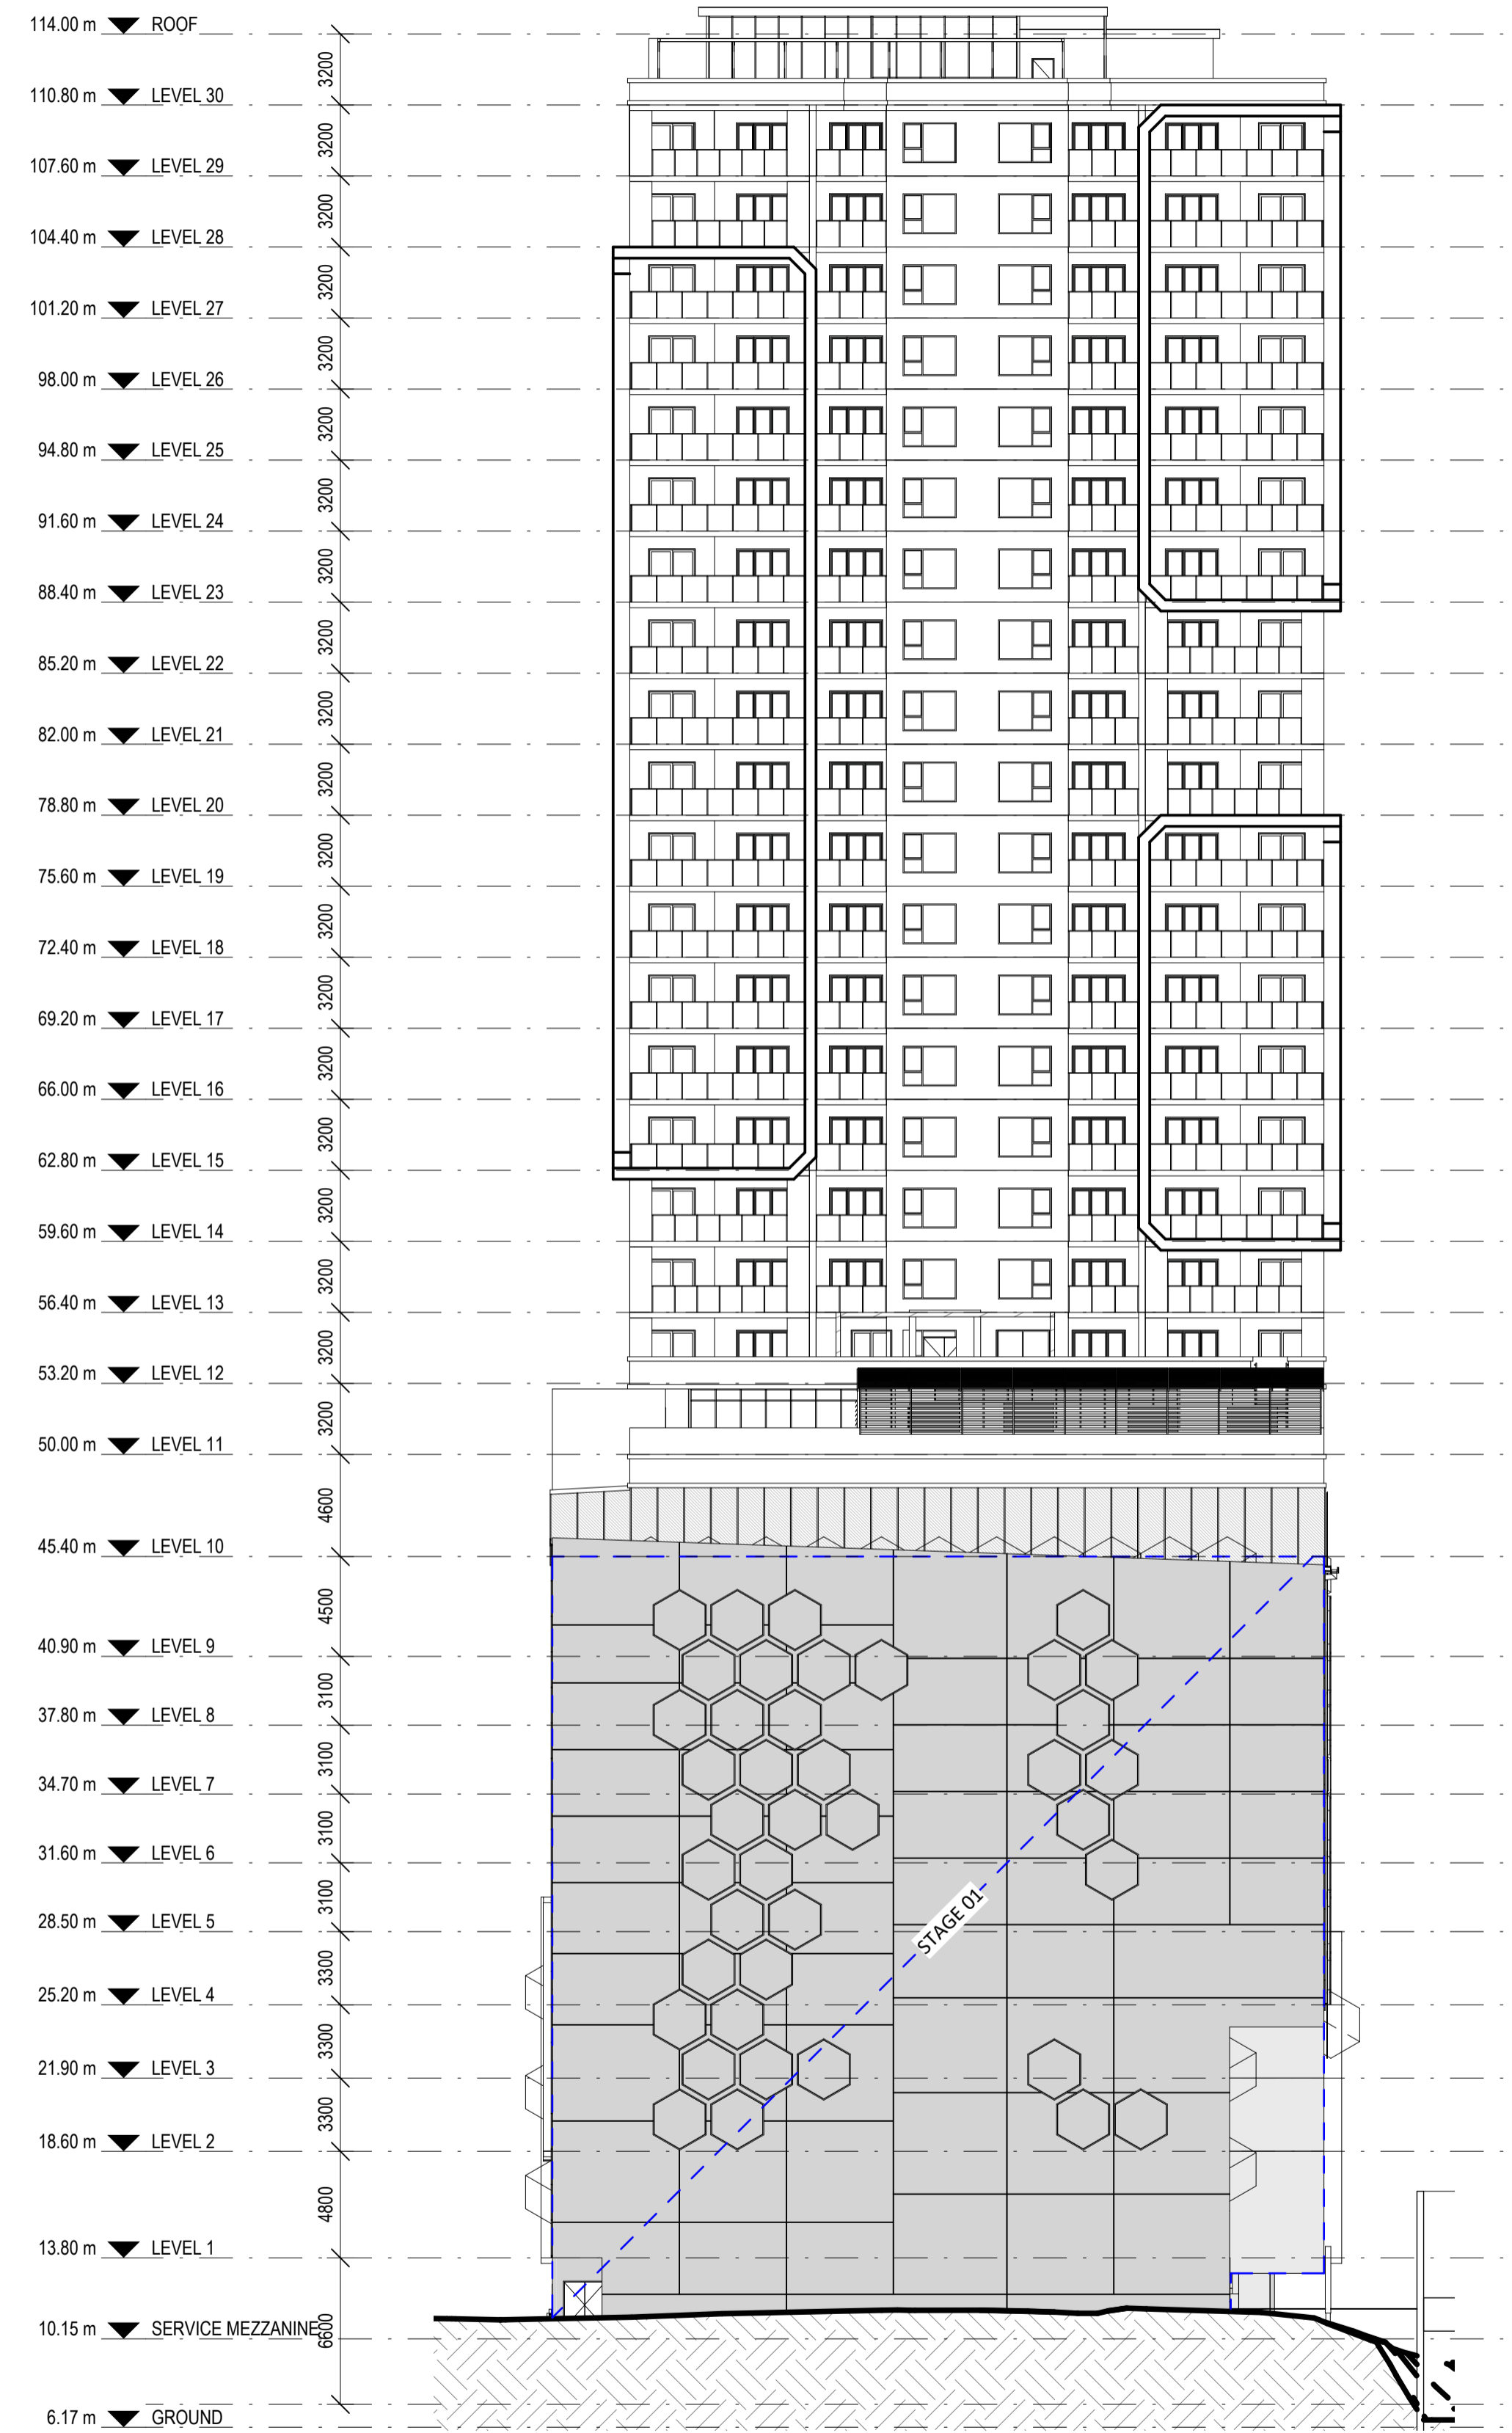 114.00 m ROOF
3200
110.80 m LEVEL 30
3200
107.60 m LEVEL 29
3200
104.40 m LEVEL 28
3200
101.20 m LEVEL 27
3200
98.00 m LEVEL 26
3200
94.80 m LEVEL 25
3200
91.60 m LEVEL 24
3200
88.40 m LEVEL 23
3200
85.20 m LEVEL 22
3200
82.00 m LEVEL 21
3200
78.80 m LEVEL 20
3200
75.60 m LEVEL 19
3200
72.40 m LEVEL 18
3200
69.20 m LEVEL 17
3200
66.00 m LEVEL 16
3200
62.80 m LEVEL 15
3200
59.60 m LEVEL 14
3200
56.40 m LEVEL 13
3200
53.20 m LEVEL 12
3200
50.00 m LEVEL 11
4600
45.40 m LEVEL 10
4500
40.90 m LEVEL 9
3100
37.80 m LEVEL 8
3100
34.70 m LEVEL 7
3100
31.60 m LEVEL 6
3100
28.50 m LEVEL 5
STAGE 01
3300
25.20 m LEVEL 4
3300
21.90 m LEVEL 3
3300
18.60 m LEVEL 2
4800
13.80 m LEVEL 1
10.15 m SERVICE MEZZANINE
6600
6.17 m GROUND